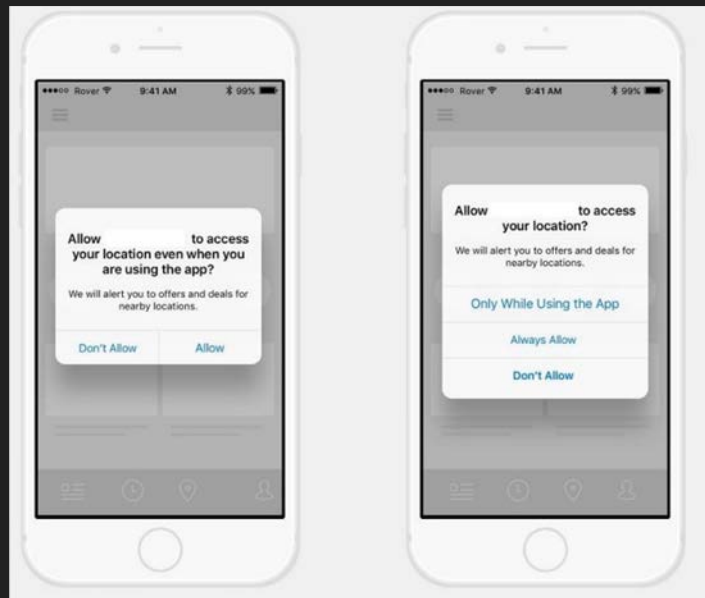 Rover 9:41 AM 99%
Allow to access
your location even when you
are using the app?
We will alert you to offers and deals for
nearby locations.
Don't Allow Allow
Rover 9:41 AM 99%
Allow to access
your location?
We will alert you to offers and deals for
nearby locations.
Only While Using the App
Always Allow
Don't Allow